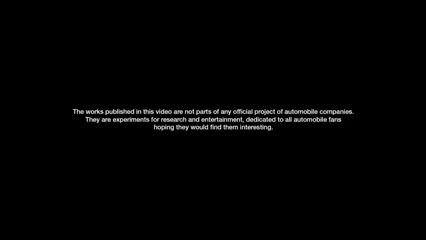 The works published in this video are not parts of any official project of automobile companies.
They are experiments for research and entertainment, dedicated to all automobile fans
hoping they would find them interesting.